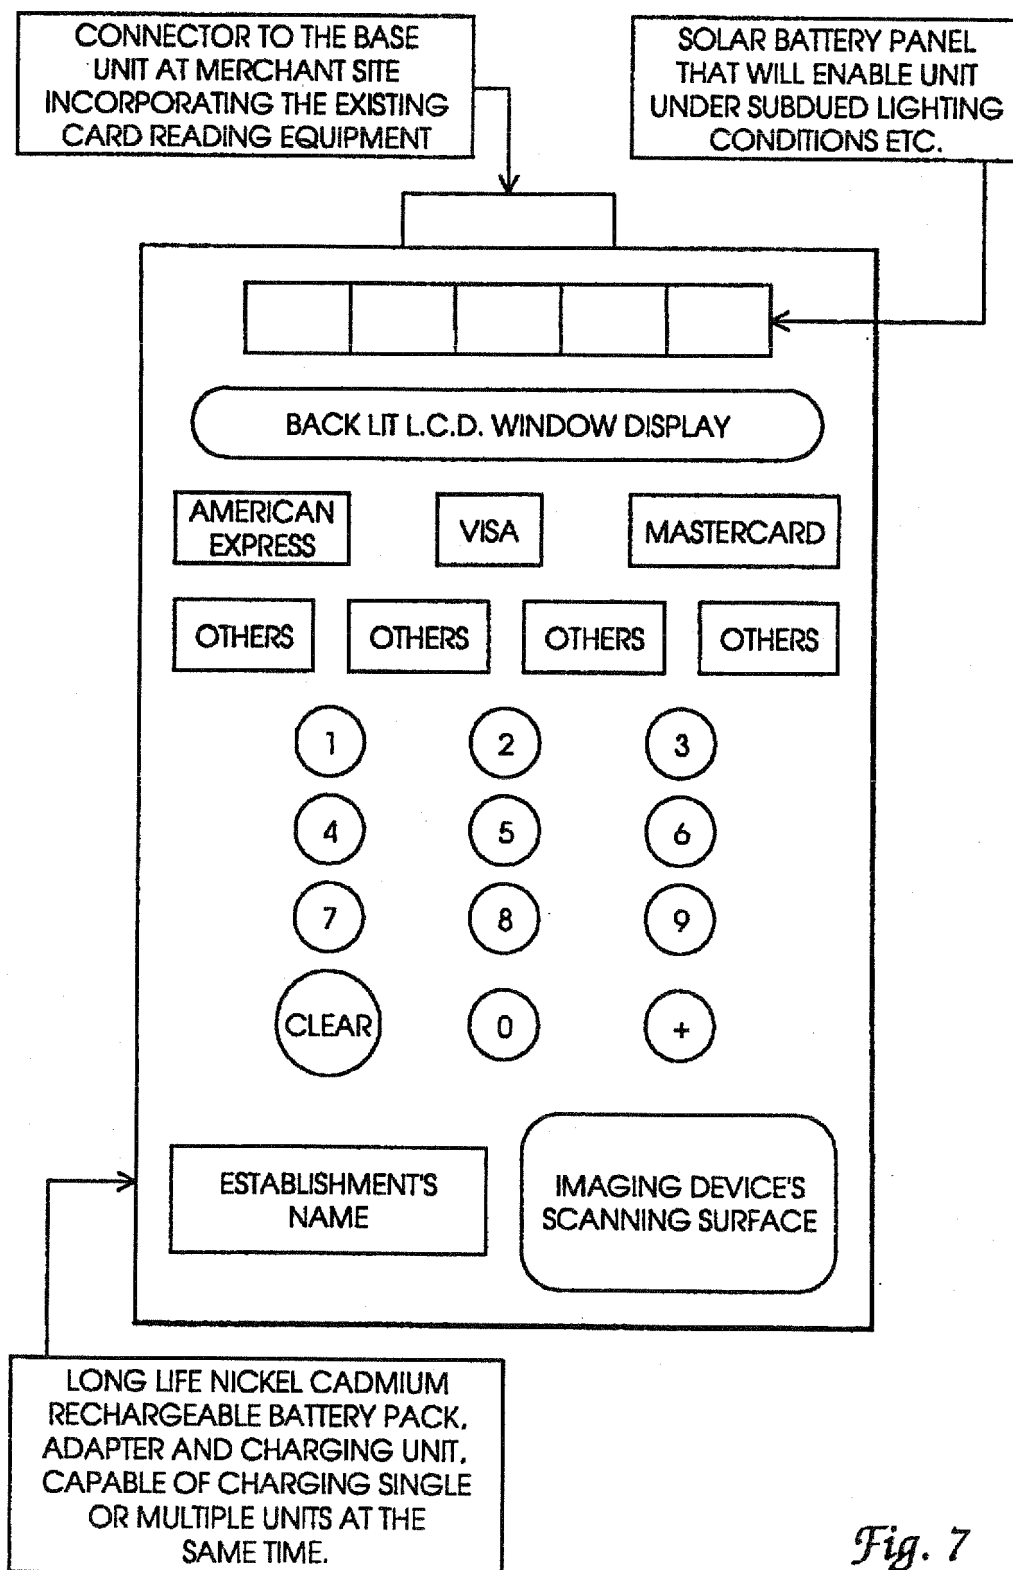 CONNECTOR TO THE BASE
UNIT AT MERCHANT SITE
INCORPORATING THE EXISTING
CARD READING EQUIPMENT
SOLAR BATTERY PANEL
THAT WILL ENABLE UNIT
UNDER SUBDUED LIGHTING
CONDITIONS ETC.
BACK LIT L.C.D. WINDOW DISPLAY
AMERICAN
EXPRESS
VISA
MASTERCARD
OTHERS OTHERS OTHERS OTHERS
1 2 3
4 5 6
7 8 9
CLEAR 0 +
ESTABLISHMENT'S
NAME
IMAGING DEVICE'S
SCANNING SURFACE
LONG LIFE NICKEL CADMIUM
RECHARGEABLE BATTERY PACK,
ADAPTER AND CHARGING UNIT,
CAPABLE OF CHARGING SINGLE
OR MULTIPLE UNITS AT THE
SAME TIME.
Fig. 7